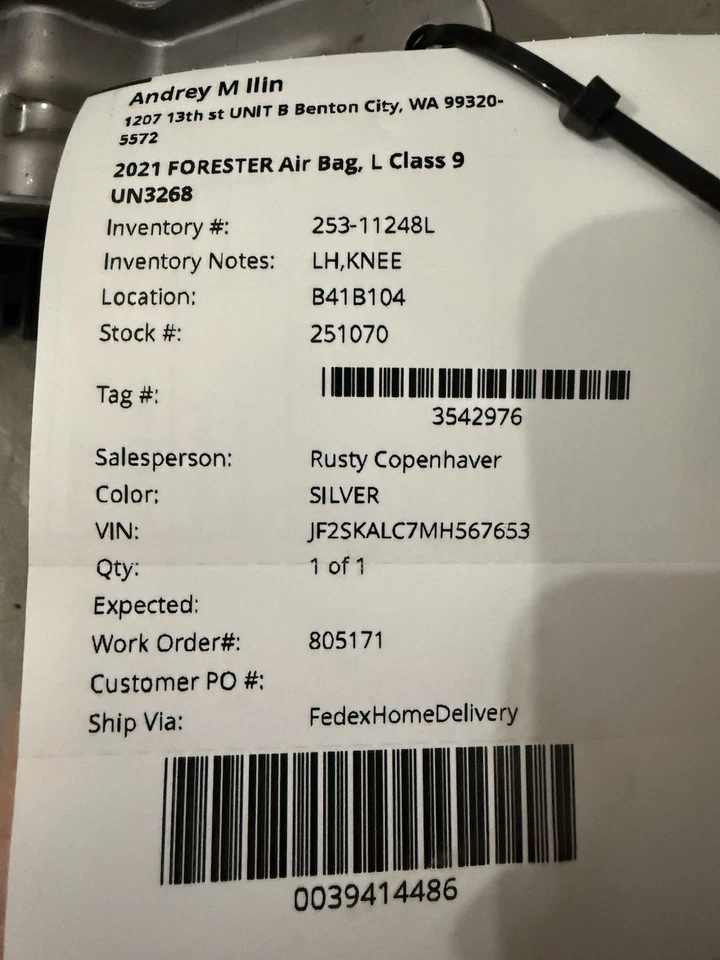 Andrey M Ilin
1207 13th st UNIT B Benton City, WA 99320-
5572
2021 FORESTER Air Bag, L Class 9
UN3268
Inventory #: 253-11248L
Inventory Notes: LH,KNEE
Location: B41B104
Stock #: 251070
Tag #:
3542976
Salesperson: Rusty Copenhaver
Color: SILVER
VIN: JF2SKALC7MH567653
Qty: 1 of 1
Expected:
Work Order#: 805171
Customer PO #:
Ship Via: FedexHomeDelivery
0039414486